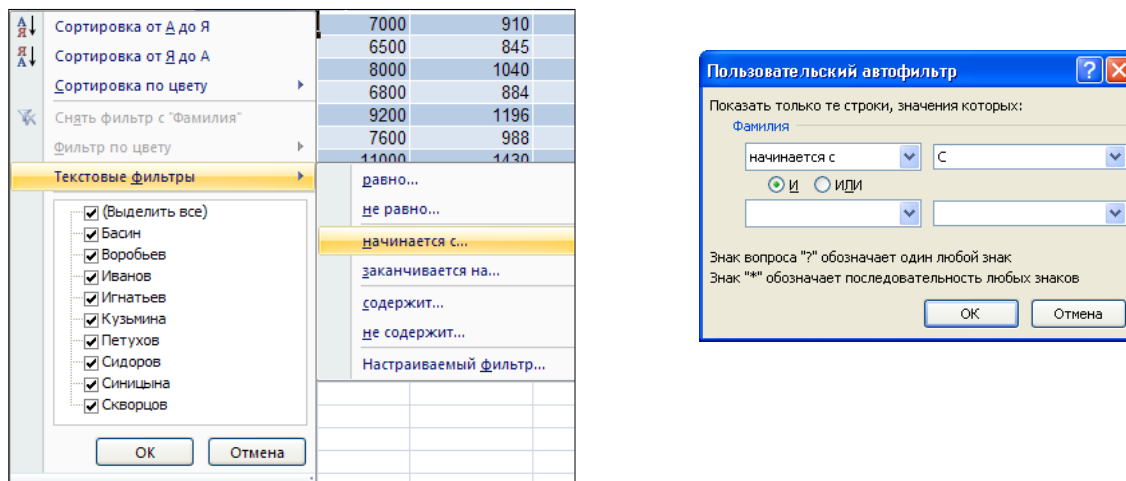 Сортировка от А до Я
Сортировка от Я до А
Сортировка по цвету
Снять фильтр с "Фамилия"
Фильтр по цвету
Текстовые фильтры
(Выделить все)
Басин
Воробьев
Иванов
Игнатьев
Кузьмина
Петухов
Сидоров
Синицына
Скворцов
ОК Отмена
7000 910
6500 845
8000 1040
6800 884
9200 1196
7600 988
11000 1430
равно...
не равно...
начинается с...
заканчивается на...
содержит...
не содержит...
Настраиваемый фильтр...
Пользовательский автофильтр
Показать только те строки, значения которых:
Фамилия
начинается с С
И ИЛИ
Знак вопроса "?" обозначает один любой знак
Знак "*" обозначает последовательность любых знаков
ОК Отмена